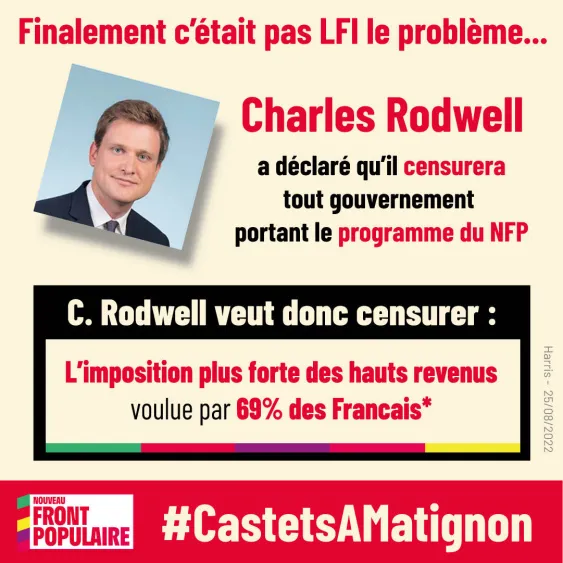 Finalement c'était pas LFI le problème...
Charles Rodwell
a déclaré qu'il censurera
tout gouvernement
portant le programme du NFP
C. Rodwell veut donc censurer :
L'imposition plus forte des hauts revenus
voulue par 69% des Francais*
Harris - 25/08/2022
NOUVEAU
FRONT
POPULAIRE
#CastetsAMatignon